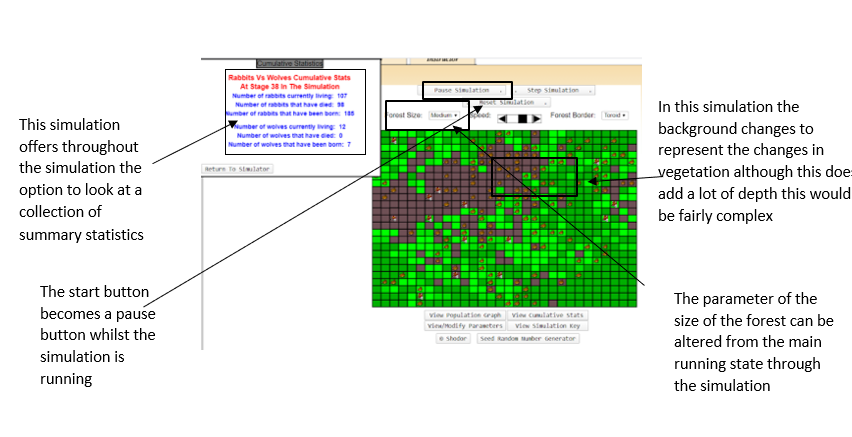 Cumulative Statistics
Rabbits Vs Wolves Cumulative Stats
At Stage 38 In The Simulation
Number of rabbits currently living: 107
Number of rabbits that have died:
Number of rabbits that have been born: 185
Number of wolves currently living: 12
Number of wolves that have died: 0
Number of wolves that have been born: 7
Return To Simulator
Pause Simulation
Step Simulation
Reset Simulation
Forest Size: Medium
Speed:
Forest Border: Toroid
View Population Graph
View Cumulative Stats
View/Modify Parameters
View Simulation Key
© Shodor
Seed Random Number Generator
This simulation
offers throughout
the simulation the
option to look at a
collection of
summary statistics
The start button
becomes a pause
button whilst the
simulation is
running
In this simulation the
background changes to
represent the changes in
vegetation although this doe
add a lot of depth this would
be fairly complex
The parameter of the
size of the forest can be
altered from the main
running state through
the simulation